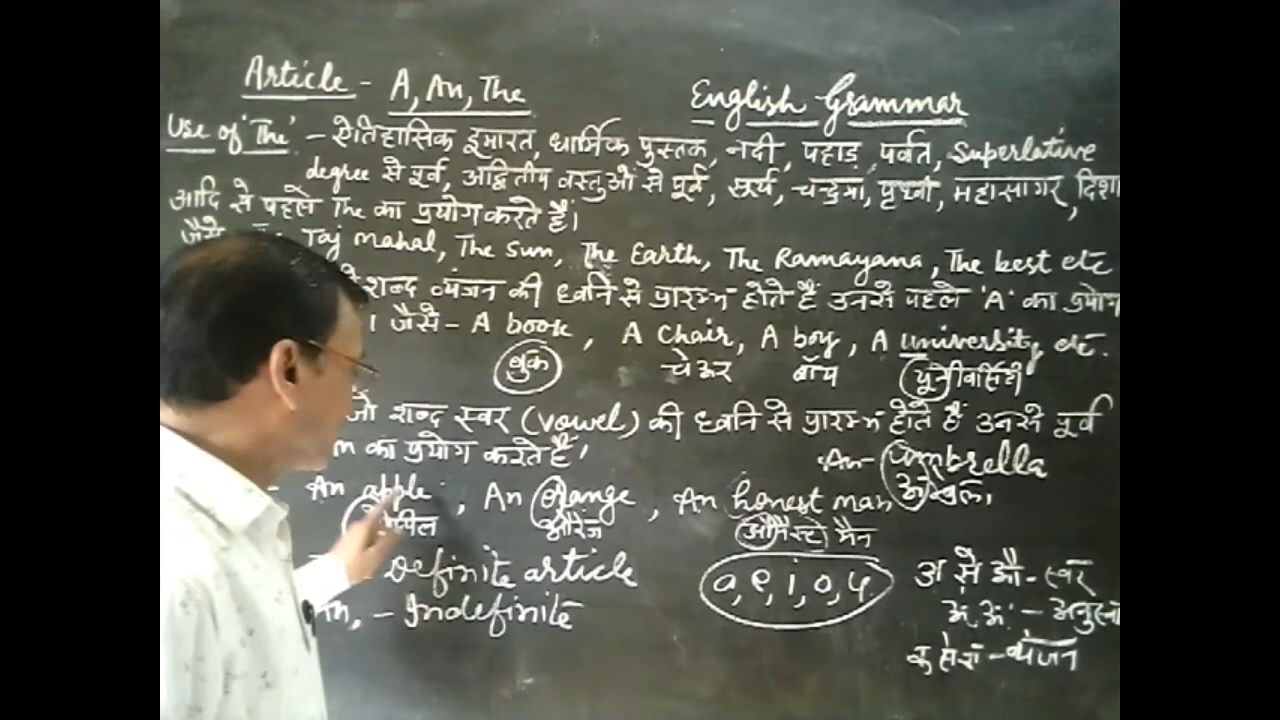 Article - A, An, The
English Grammar
Use of 'The' - ऐतिहासिक इमारत, धार्मिक पुस्तक, नदी, पहाड़, पर्वत, Superlative
degree से पूर्व, अद्वितीय वस्तुओं से पूर्व, सूर्य, चन्द्रमा, पृथ्वी, महासागर, दिशा
आदि से पहले The का प्रयोग करते हैं।
जैसे Taj Mahal, The Sun, The Earth, The Ramayana, The best etc
शब्द व्यंजन की ध्वनि से प्रारम्भ होते हैं उनसे पहले 'A' का प्रयोग
। जैसे - A book, A Chair, A boy, A university etc.
बुक चेअर बॉय यूनीवर्सिटी
जो शब्द स्वर (vowel) की ध्वनि से प्रारम्भ होते हैं उनसे पूर्व
का प्रयोग करते हैं।
An - Umbrella
- An apple, An orange, An honest man
औरेंज ऑनैस्ट मैन
Definite article
a, e, i, o, u
अ से औ - स्वर
An, - Indefinite
अं, अः -
व्यंजन